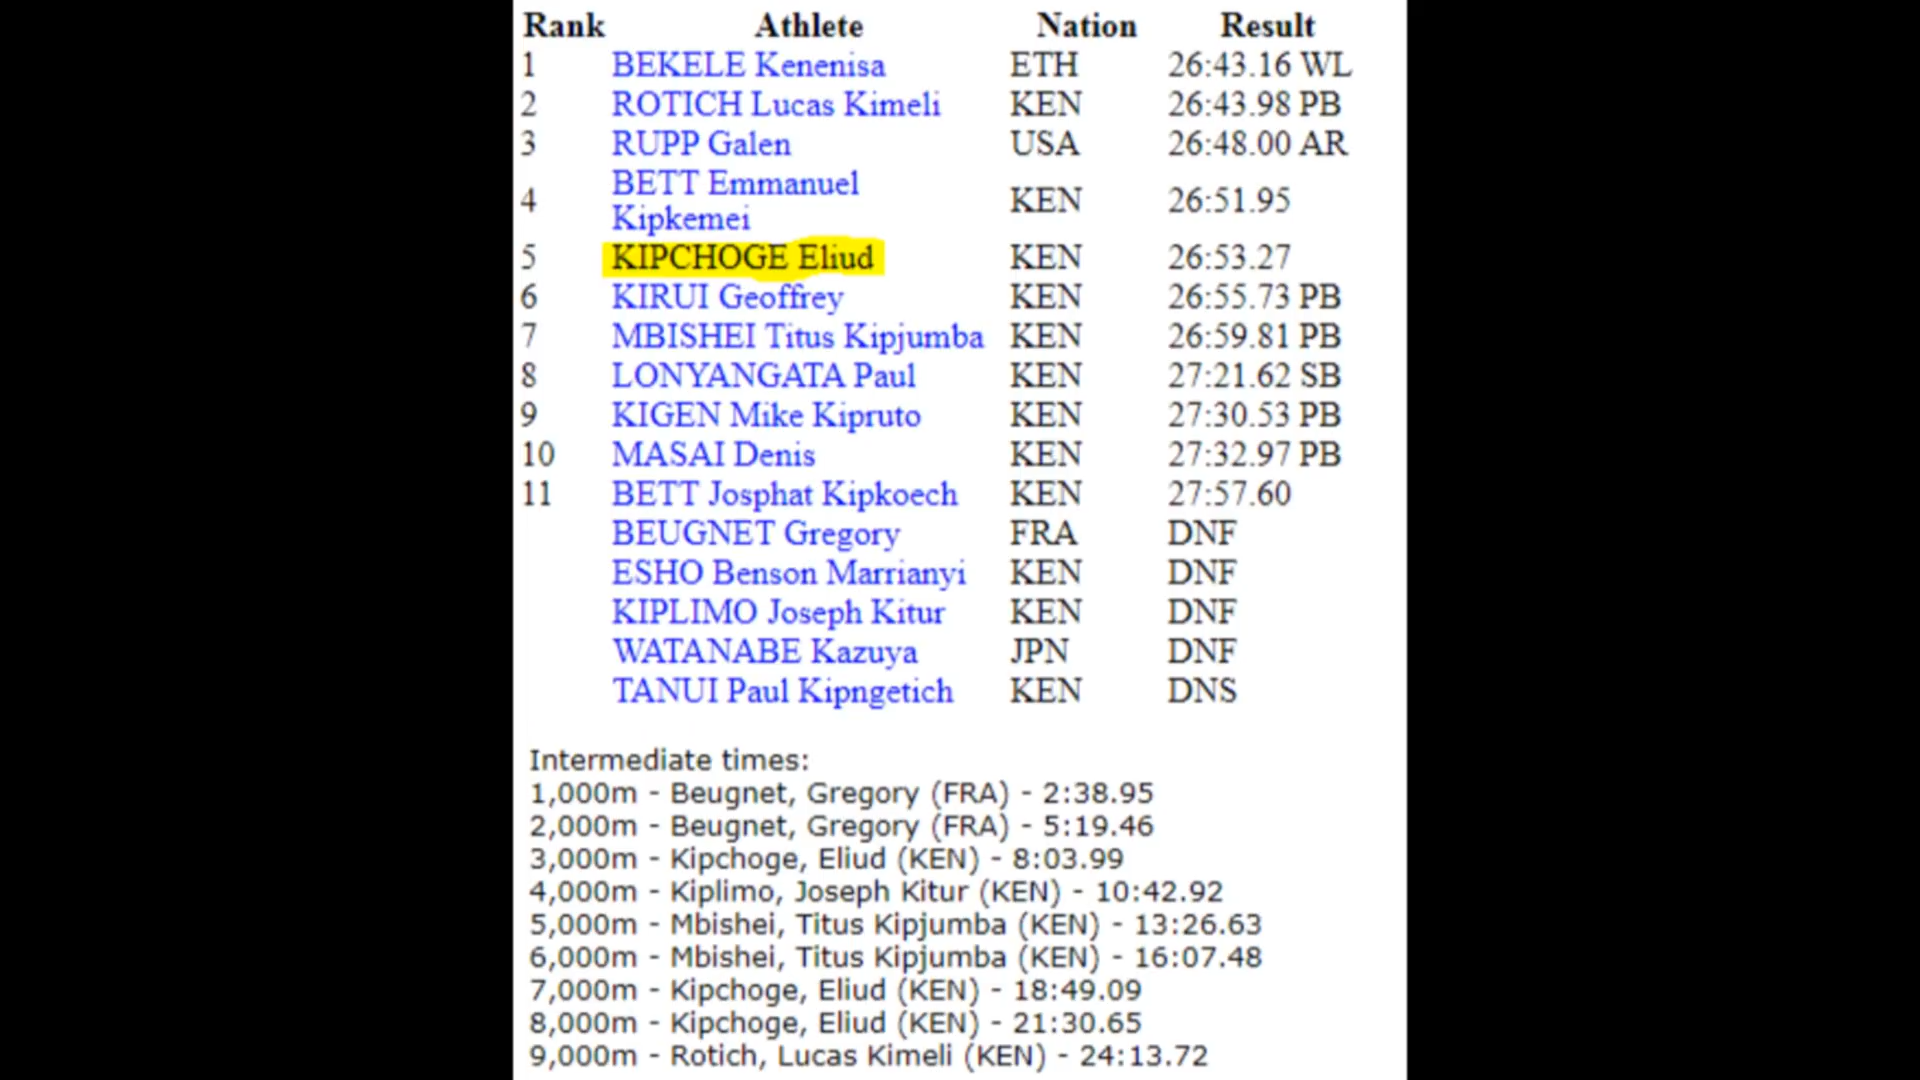 Rank Athlete Nation Result
1 BEKELE Kenenisa ETH 26:43.16 WL
2 ROTICH Lucas Kimeli KEN 26:43.98 PB
3 RUPP Galen USA 26:48.00 AR
4 BETT Emmanuel Kipkemei KEN 26:51.95
5 KIPCHOGE Eliud KEN 26:53.27
6 KIRUI Geoffrey KEN 26:55.73 PB
7 MBISHEI Titus Kipjumba KEN 26:59.81 PB
8 LONYANGATA Paul KEN 27:21.62 SB
9 KIGEN Mike Kipruto KEN 27:30.53 PB
10 MASAI Denis KEN 27:32.97 PB
11 BETT Josphat Kipkoech KEN 27:57.60
BEUGNET Gregory FRA DNF
ESHO Benson Marrianyi KEN DNF
KIPLIMO Joseph Kitur KEN DNF
WATANABE Kazuya JPN DNF
TANUI Paul Kipngetich KEN DNS
Intermediate times:
1,000m - Beugnet, Gregory (FRA) - 2:38.95
2,000m - Beugnet, Gregory (FRA) - 5:19.46
3,000m - Kipchoge, Eliud (KEN) - 8:03.99
4,000m - Kiplimo, Joseph Kitur (KEN) - 10:42.92
5,000m - Mbishei, Titus Kipjumba (KEN) - 13:26.63
6,000m - Mbishei, Titus Kipjumba (KEN) - 16:07.48
7,000m - Kipchoge, Eliud (KEN) - 18:49.09
8,000m - Kipchoge, Eliud (KEN) - 21:30.65
9,000m - Rotich, Lucas Kimeli (KEN) - 24:13.72